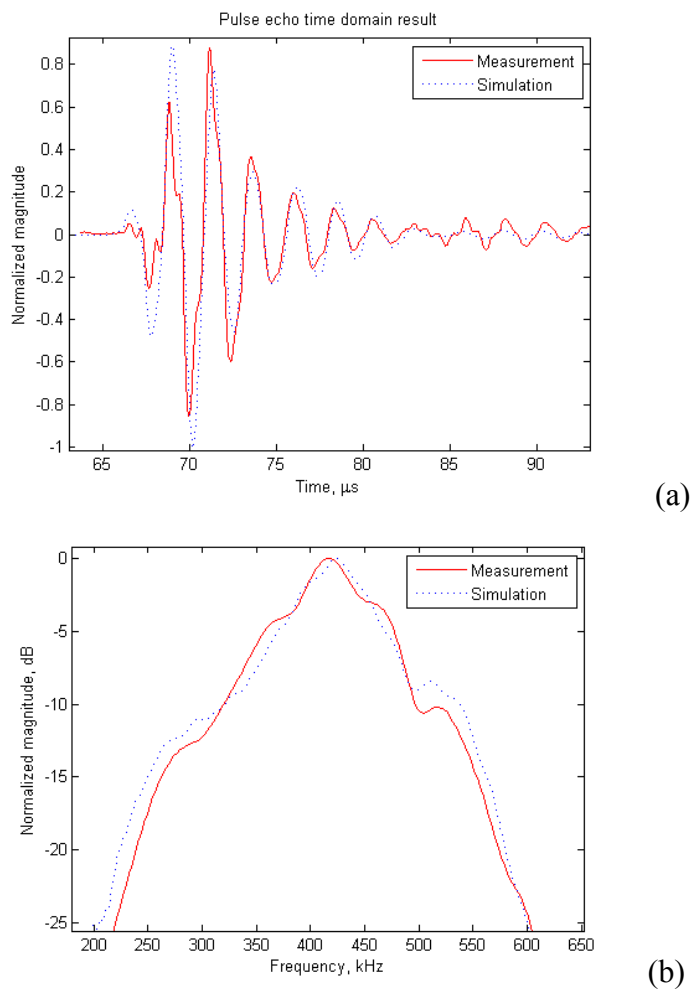 Pulse echo time domain result
Measurement
Simulation
Normalized magnitude
0.8
0.6
0.4
0.2
0
-0.2
-0.4
-0.6
-0.8
-1
65 70 75 80 85 90
Time, μs
(a)
Measurement
Simulation
Normalized magnitude, dB
0
-5
-10
-15
-20
-25
200 250 300 350 400 450 500 550 600 650
Frequency, kHz
(b)